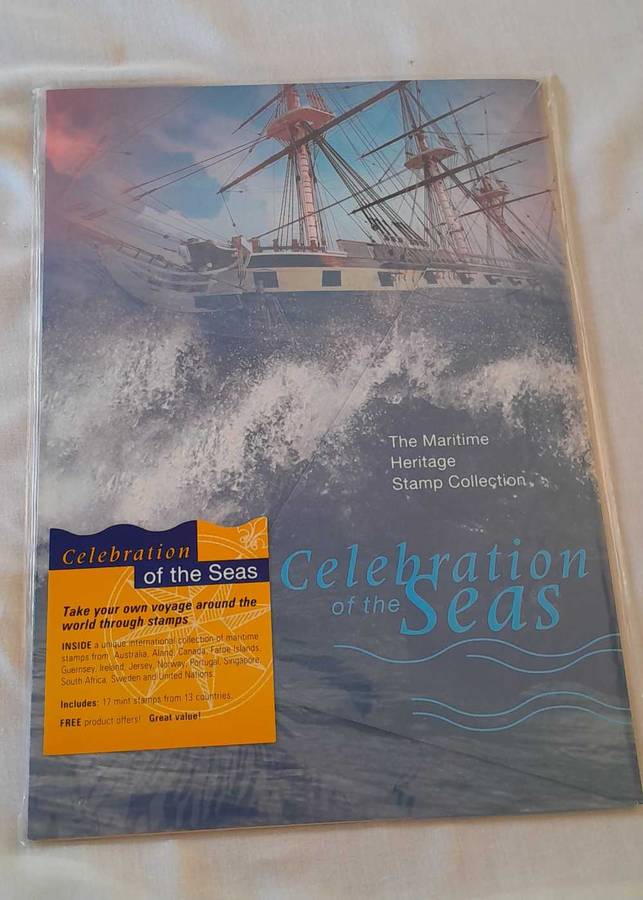 The Maritime
Heritage
Stamp Collection
Celebration
of the Seas
Celebration
of the Seas
Take your own voyage around the
world through stamps
INSIDE a unique international collection of maritime
stamps from: Australia, Aland, Canada, Faroe Islands,
Guernsey, Ireland, Jersey, Norway, Portugal, Singapore,
South Africa, Sweden and United Nations.
Includes: 17 mint stamps from 13 countries.
FREE product offers! Great value!